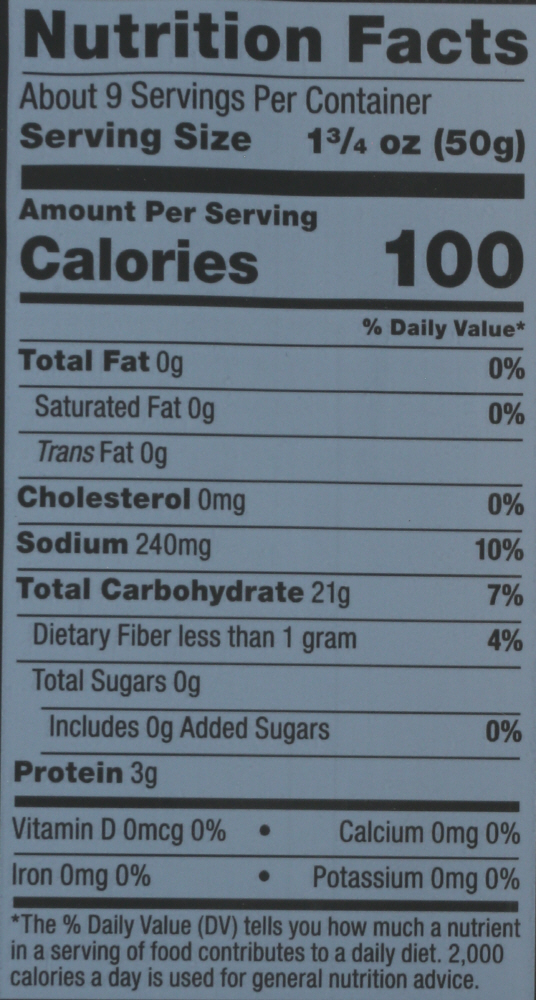 Nutrition Facts
About 9 Servings Per Container
Serving Size 1 3/4 oz (50g)
Amount Per Serving
Calories 100
% Daily Value*
Total Fat 0g 0%
Saturated Fat 0g 0%
Trans Fat 0g
Cholesterol 0mg 0%
Sodium 240mg 10%
Total Carbohydrate 21g 7%
Dietary Fiber less than 1 gram 4%
Total Sugars 0g
Includes 0g Added Sugars 0%
Protein 3g
Vitamin D 0mcg 0% • Calcium 0mg 0%
Iron 0mg 0% • Potassium 0mg 0%
*The % Daily Value (DV) tells you how much a nutrient
in a serving of food contributes to a daily diet. 2,000
calories a day is used for general nutrition advice.